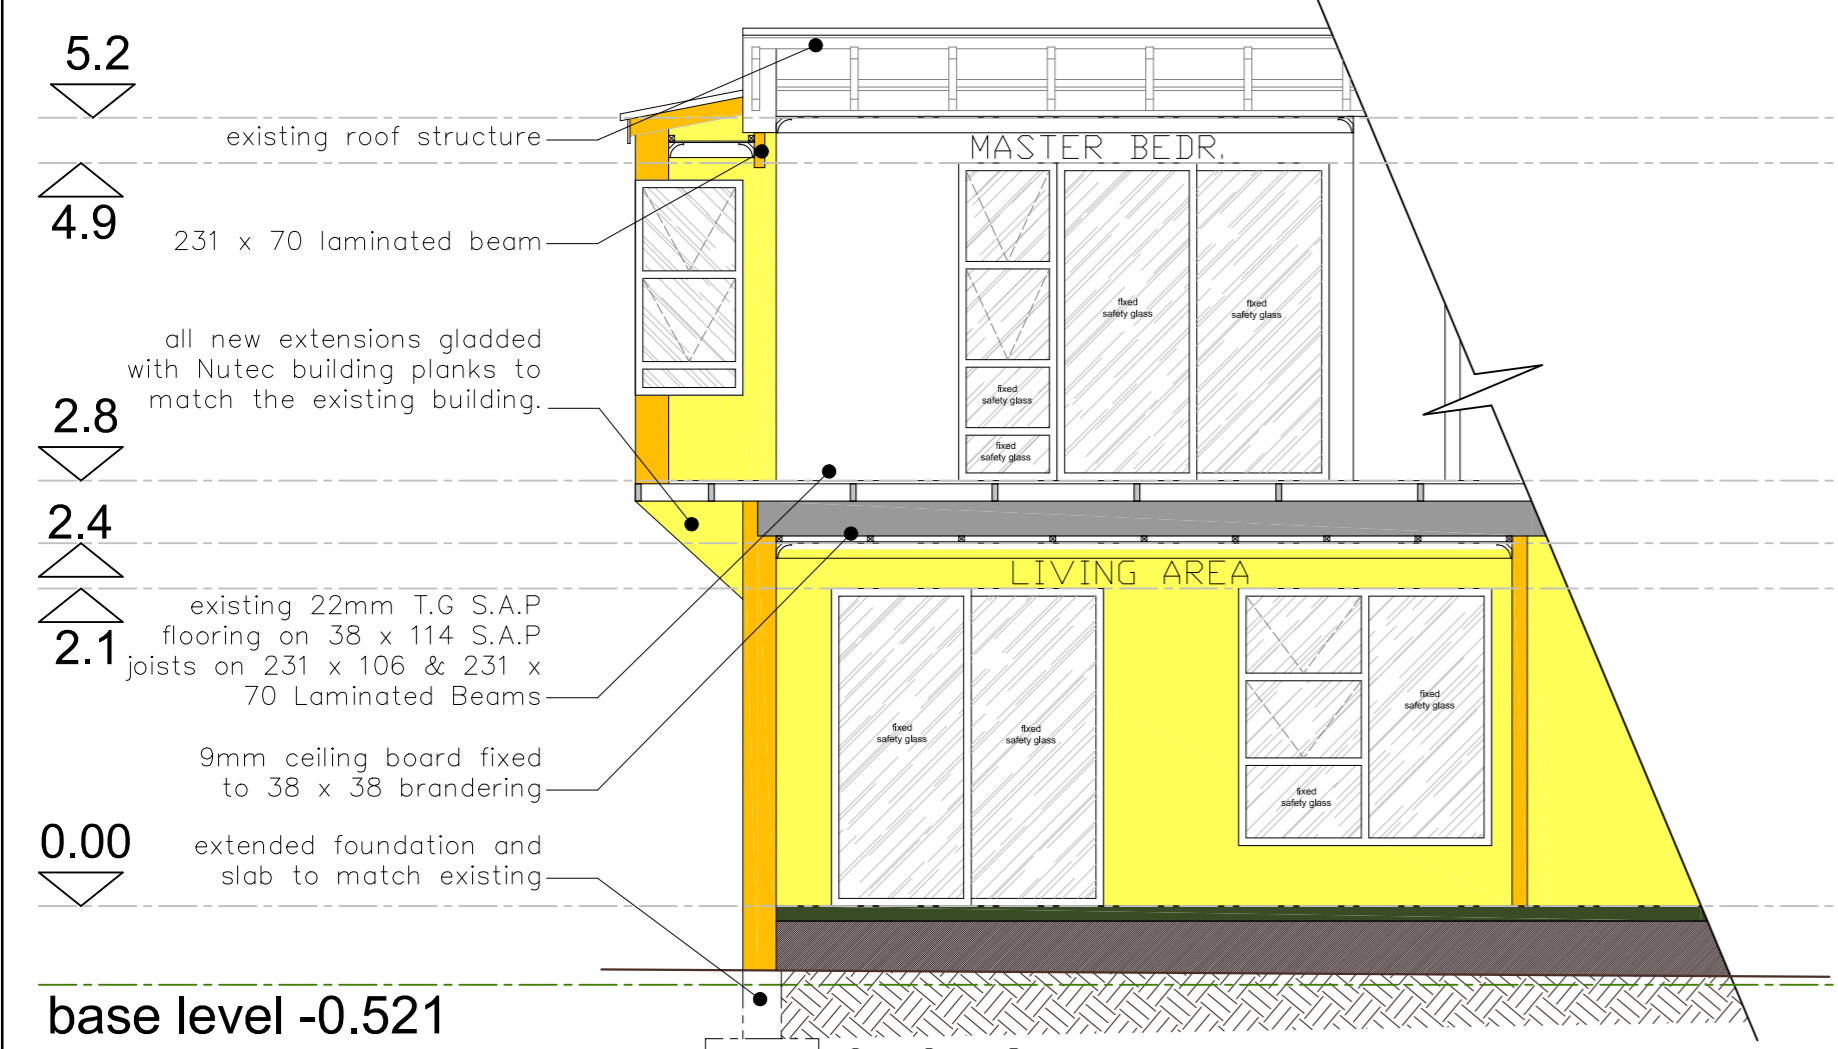 5.2
existing roof structure
MASTER BEDR.
4.9
231 x 70 laminated beam
fixed
safety glass
fixed
safety glass
all new extensions gladded
with Nutec building planks to
match the existing building.
fixed
safety glass
2.8
fixed
safety glass
2.4
LIVING AREA
2.1
existing 22mm T.G S.A.P
flooring on 38 x 114 S.A.P
joists on 231 x 106 & 231 x
70 Laminated Beams
fixed
safety glass
fixed
safety glass
fixed
safety glass
9mm ceiling board fixed
to 38 x 38 brandering
fixed
safety glass
0.00
extended foundation and
slab to match existing
base level -0.521